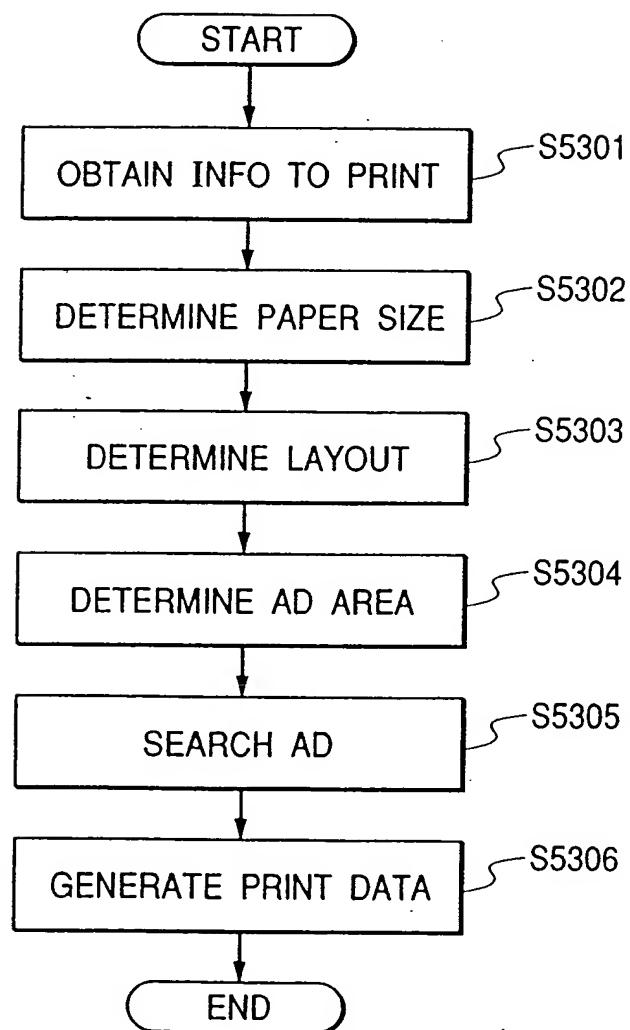 START
OBTAIN INFO TO PRINT
S5301
DETERMINE PAPER SIZE
S5302
DETERMINE LAYOUT
S5303
DETERMINE AD AREA
S5304
SEARCH AD
S5305
GENERATE PRINT DATA
S5306
END